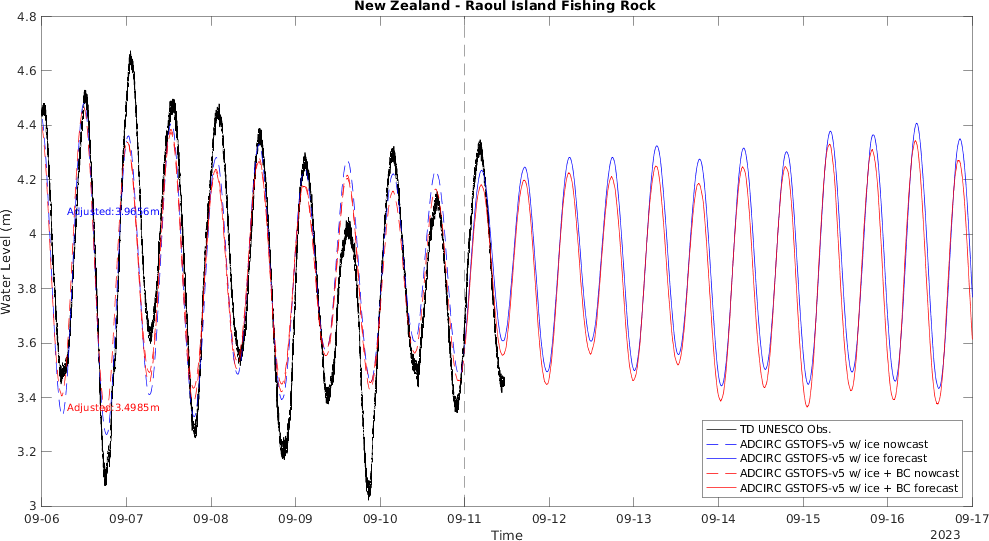 New Zealand - Raoul Island Fishing Rock
4.8
4.6
4.4
4.2
4
3.8
3.6
3.4
3.2
3
Water Level (m)
Adjusted:3.9656m
Adjusted:3.4985m
TD UNESCO Obs.
ADCIRC GSTOFS-v5 w/ ice nowcast
ADCIRC GSTOFS-v5 w/ ice forecast
ADCIRC GSTOFS-v5 w/ ice + BC nowcast
ADCIRC GSTOFS-v5 w/ ice + BC forecast
09-06 09-07 09-08 09-09 09-10 09-11 09-12 09-13 09-14 09-15 09-16 09-17
Time
2023